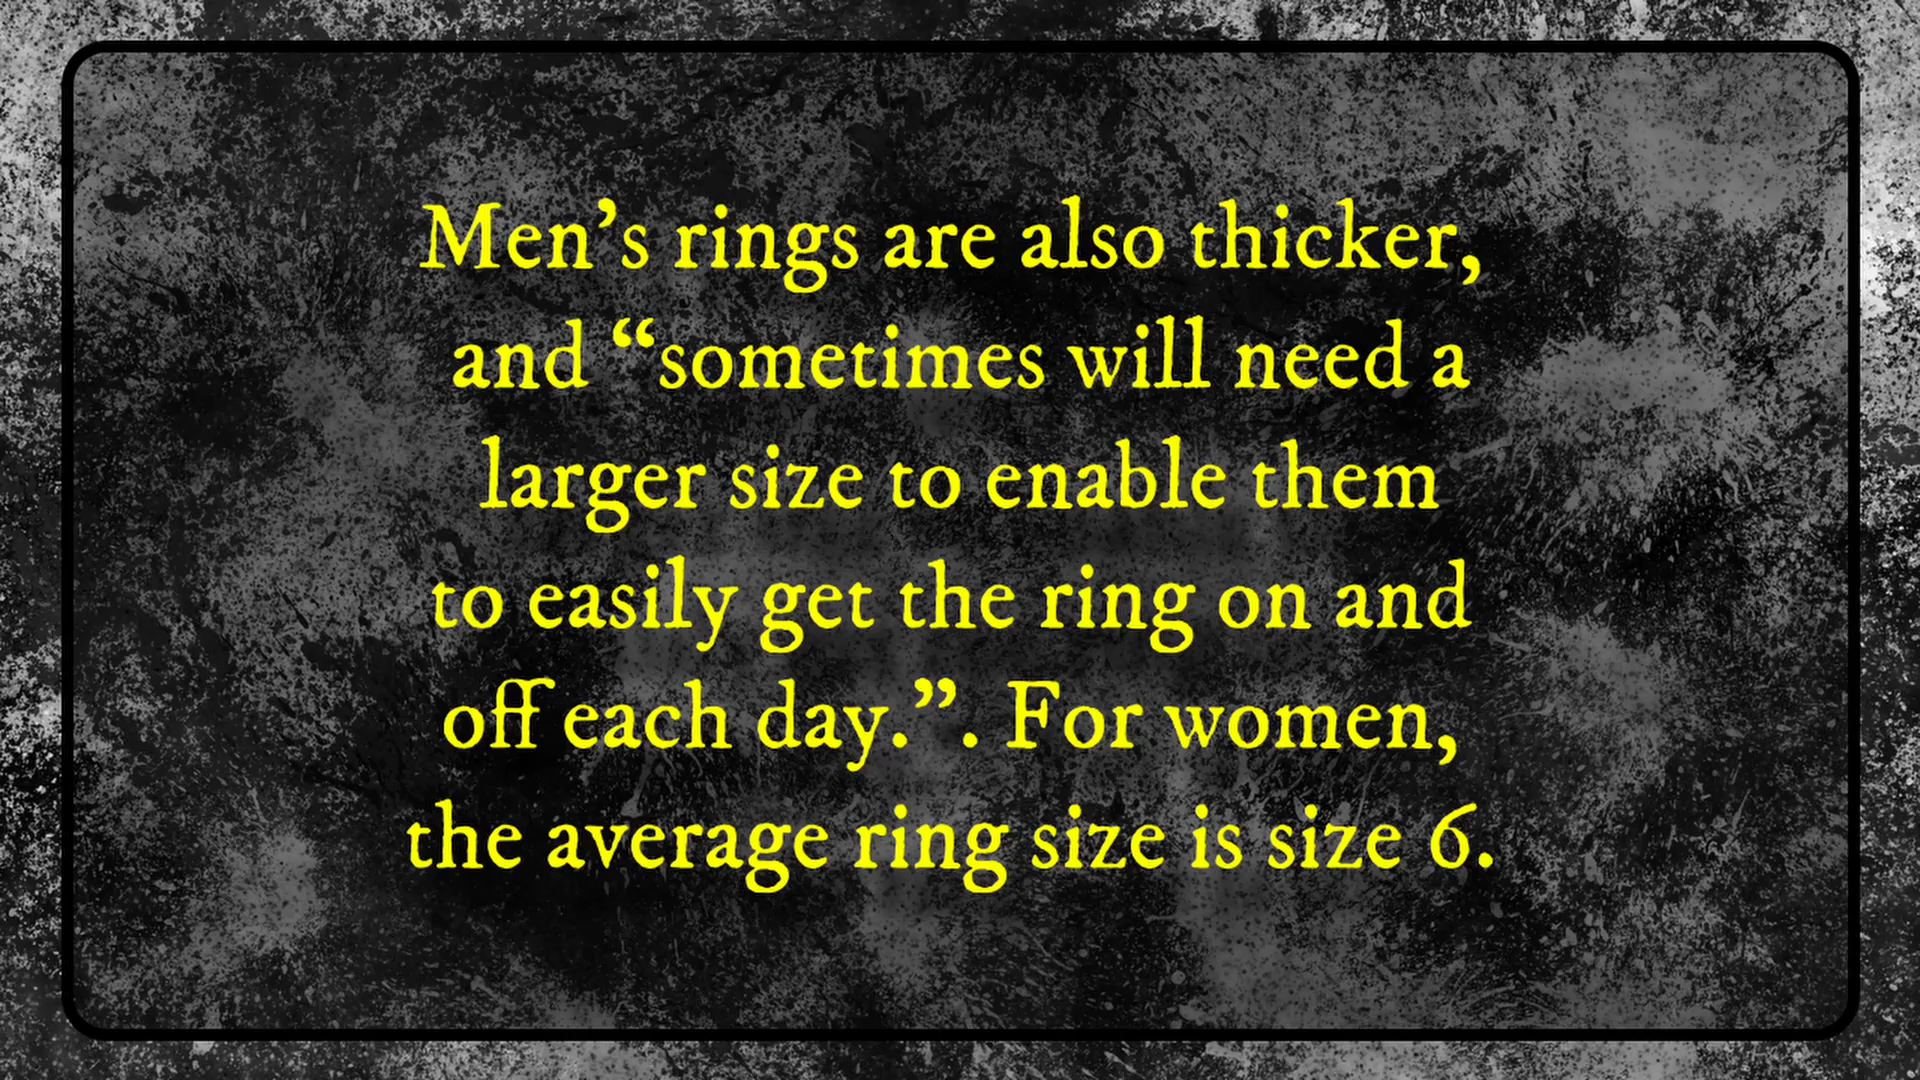 Men’s rings are also thicker,
and “sometimes will need a
larger size to enable them
to easily get the ring on and
off each day.”. For women,
the average ring size is size 6.